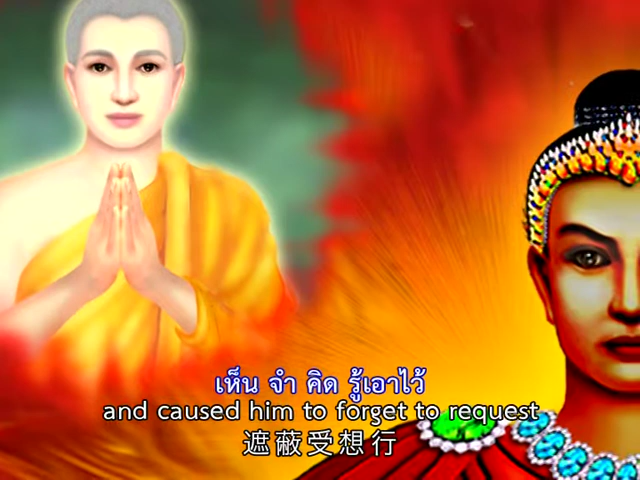 เห็น จำ คิด รู้เอาไว้
and caused him to forget to request
遮蔽受想行